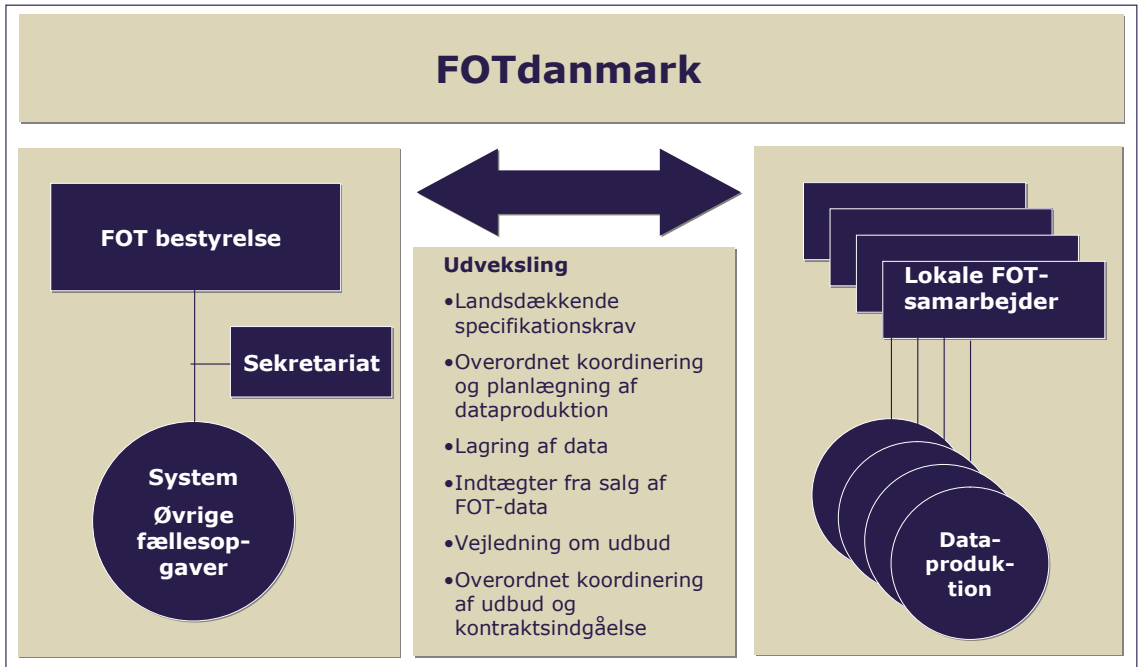 FOTdanmark
FOT bestyrelse
Sekretariat
System
Øvrige
fællesop-
gaver
Udveksling
•Landsdækkende
specifikationskrav
•Overordnet koordinering
og planlægning af
dataproduktion
•Lagring af data
•Indtægter fra salg af
FOT-data
•Vejledning om udbud
•Overordnet koordinering
af udbud og
kontraktsindgåelse
Lokale FOT-
samarbejder
Data-
produk-
tion